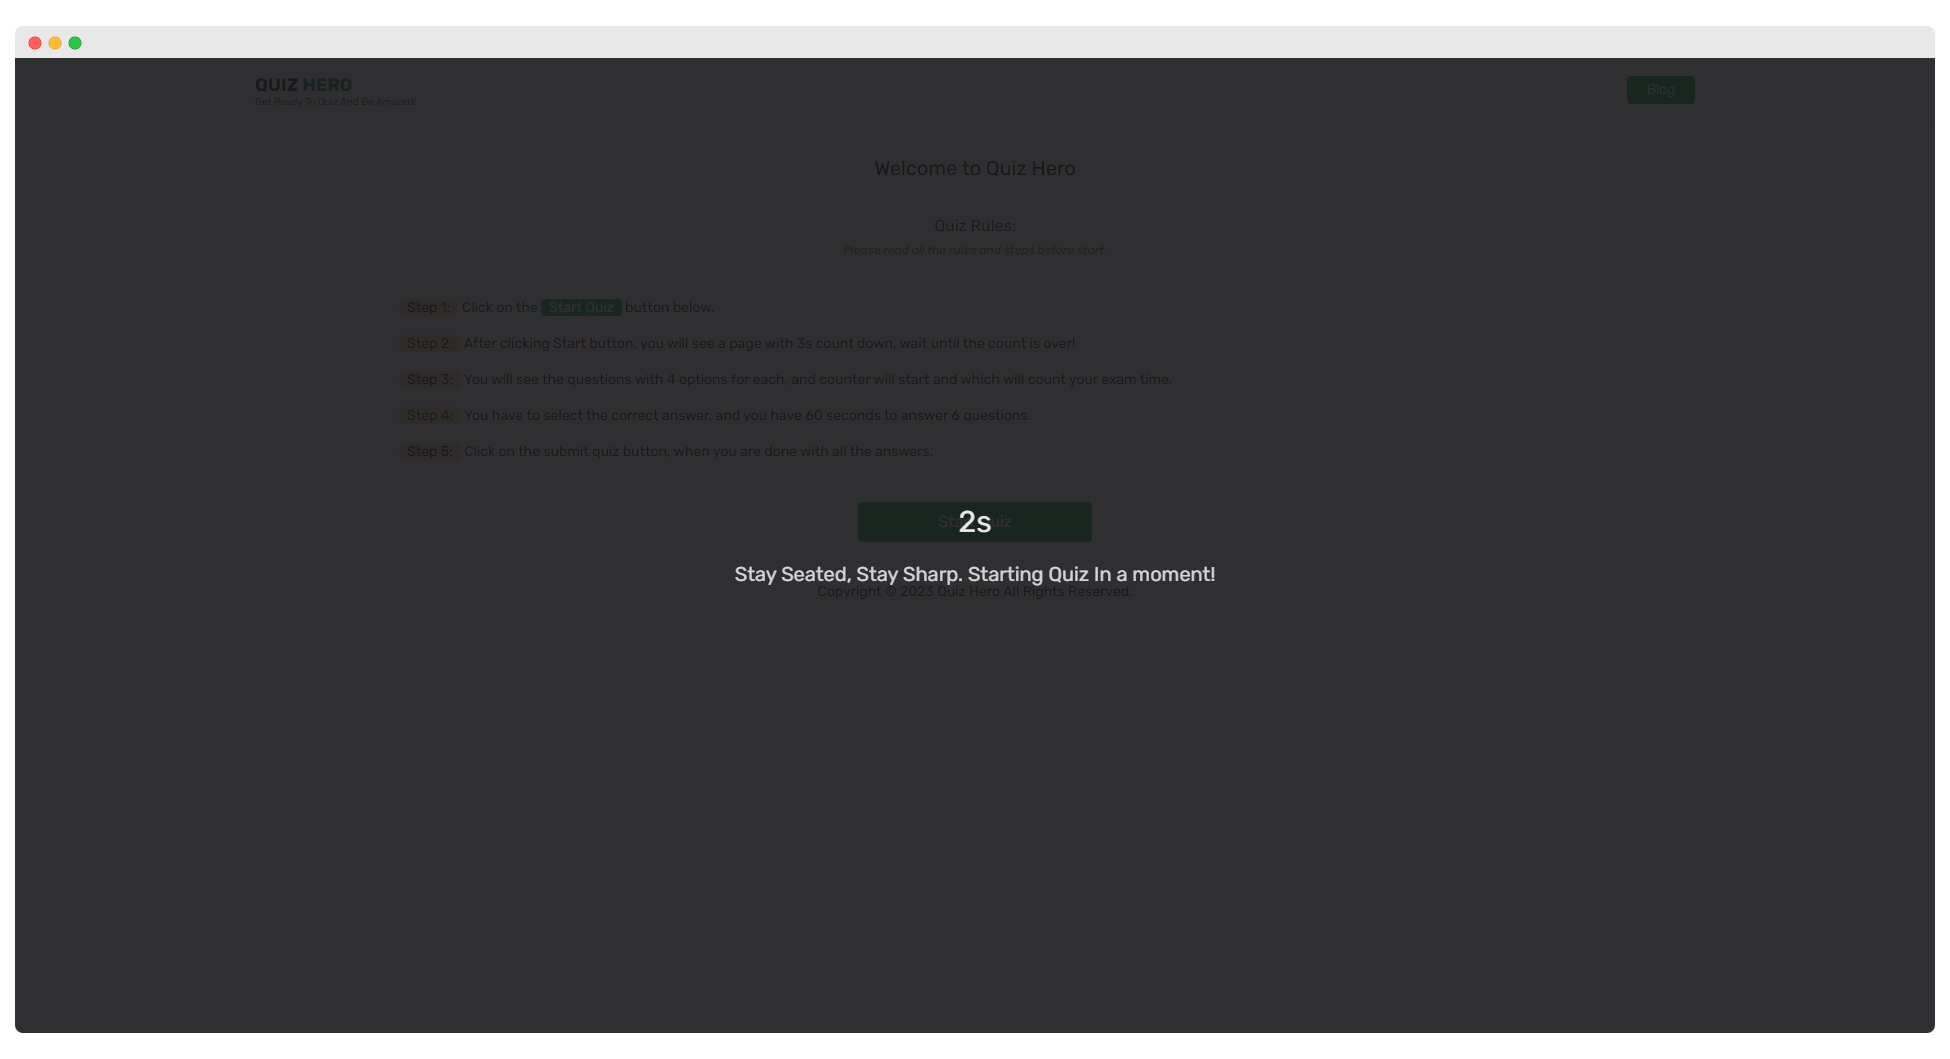 QUIZ HERO
Get Ready To Quiz And Be Amazed!
Blog
Welcome to Quiz Hero
Quiz Rules:
Please read all the rules and steps before start.
Step 1: Click on the Start Quiz button below.
Step 2: After clicking Start button, you will see a page with 3s count down, wait until the count is over!
Step 3: You will see the questions with 4 options for each, and counter will start and which will count your exam time.
Step 4: You have to select the correct answer, and you have 60 seconds to answer 6 questions.
Step 5: Click on the submit quiz button, when you are done with all the answers.
2s
Stay Seated, Stay Sharp. Starting Quiz In a moment!
Copyright © 2023 Quiz Hero All Rights Reserved.